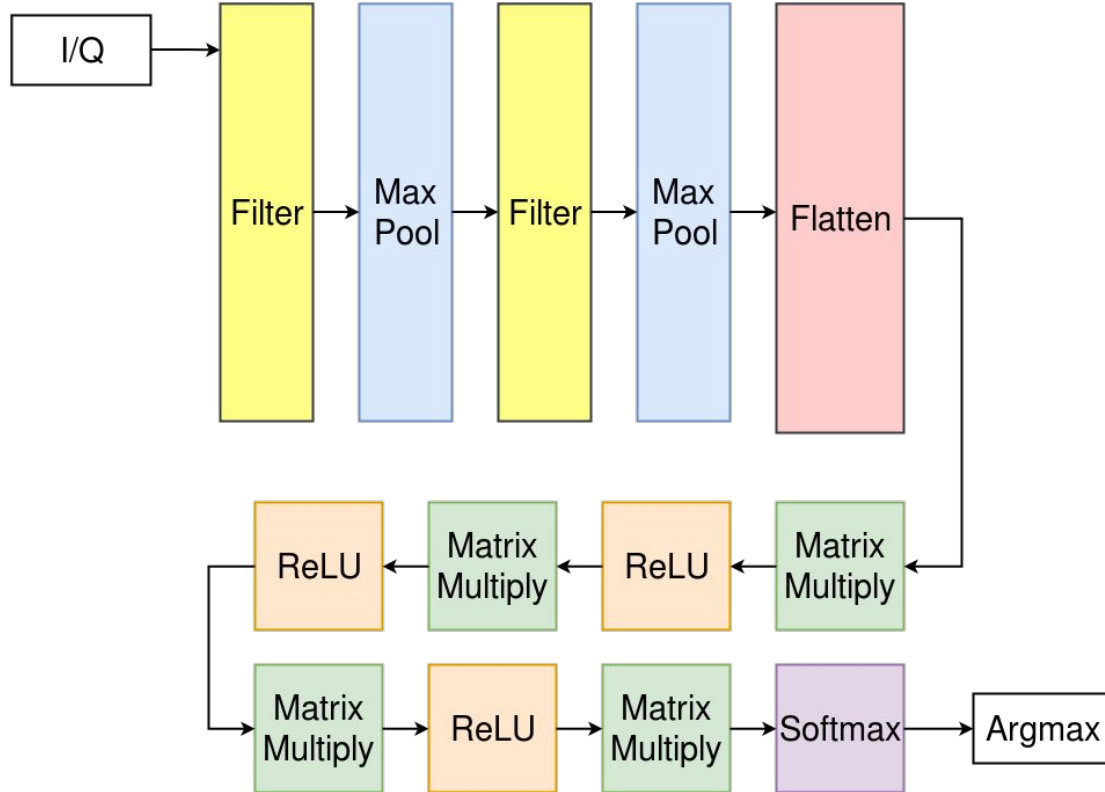 I/Q
Filter
Max
Pool
Filter
Max
Pool
Flatten
Matrix
Multiply
ReLU
Matrix
Multiply
ReLU
Matrix
Multiply
ReLU
Matrix
Multiply
Softmax
Argmax